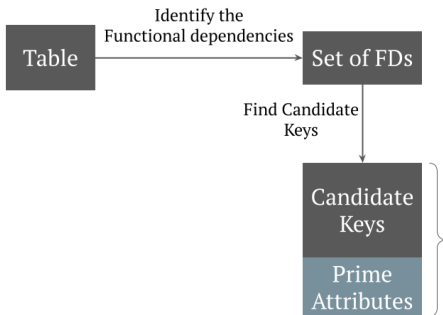 Identify the
Functional dependencies
Table
Set of FDs
Find Candidate
Keys
Candidate
Keys
Prime
Attributes